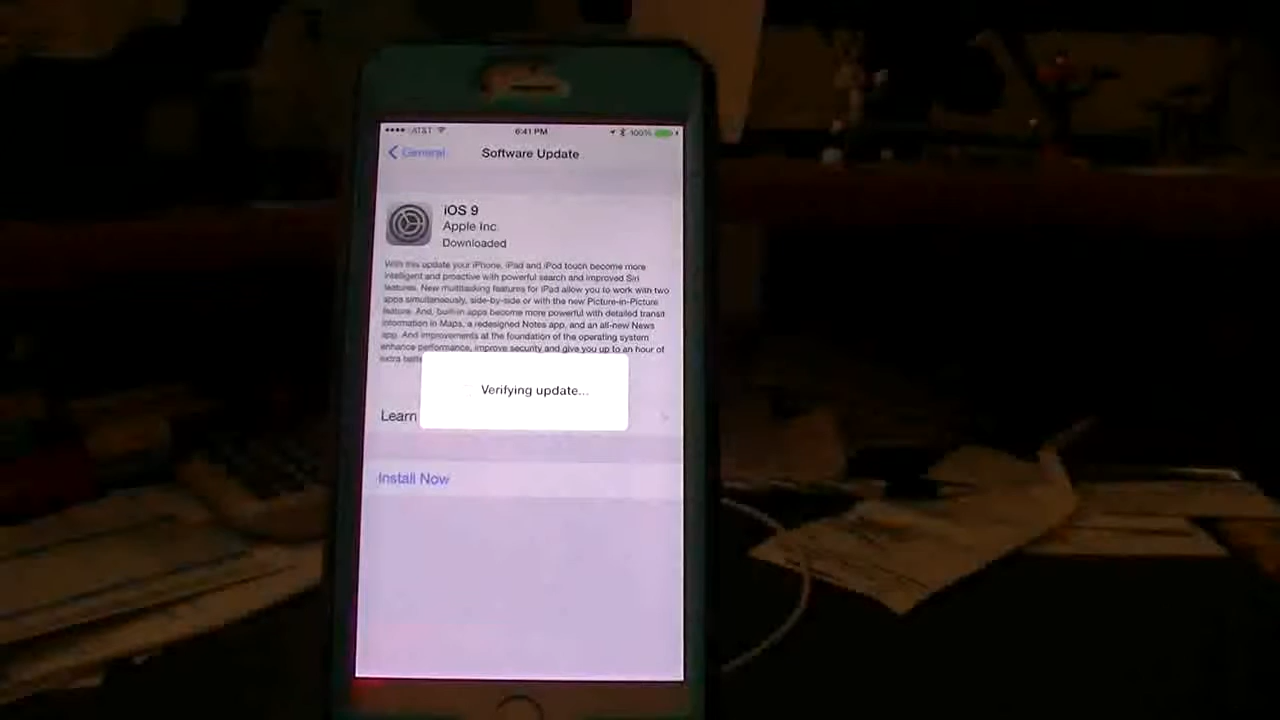 AT&T 6:41 PM 100%
General Software Update
iOS 9
Apple Inc.
Downloaded
With this update your iPhone, iPad and iPod touch become more
intelligent and proactive with powerful search and improved Siri
features. New multitasking features for iPad allow you to work with two
apps simultaneously, side-by-side or with the new Picture-in-Picture
feature. And, built-in apps become more powerful with detailed transit
information in Maps, a redesigned Notes app, and an all-new News
app. And improvements at the foundation of the operating system
enhance performance, improve security and give you up to an hour of
extra
Verifying update...
Learn
Install Now